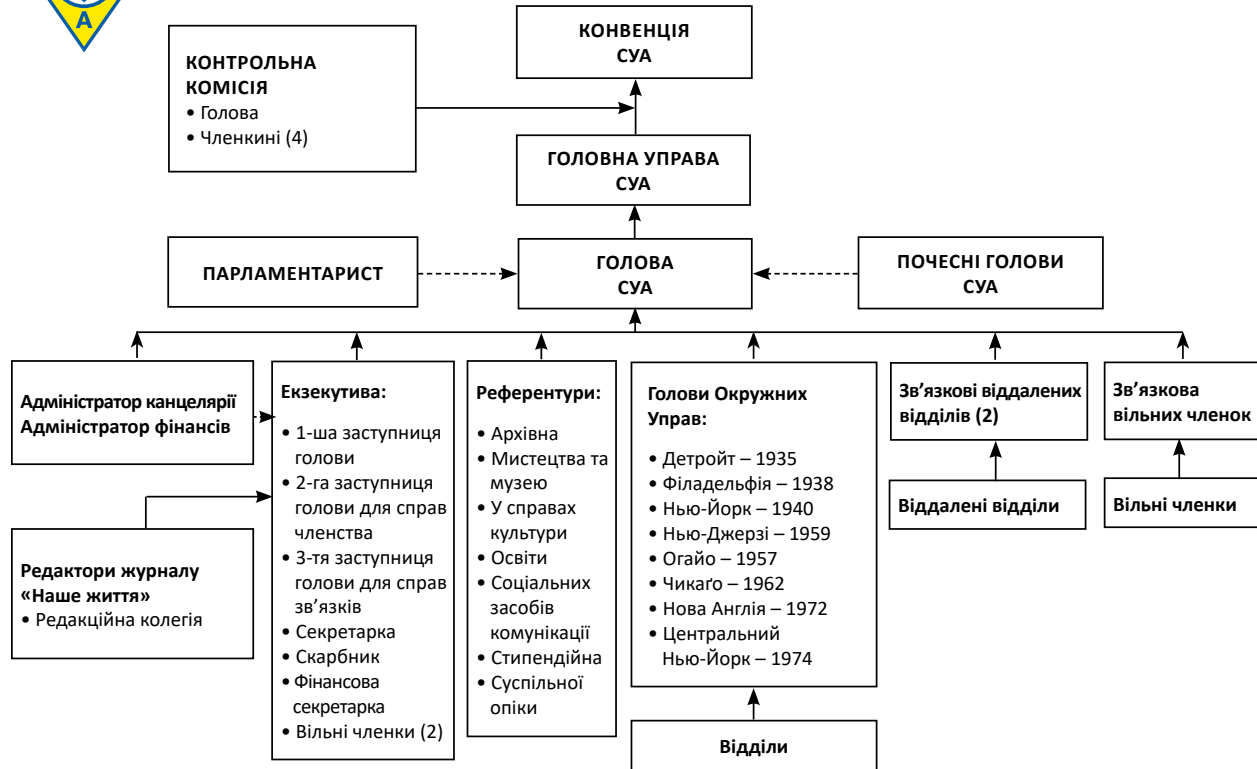 А
КОНВЕНЦІЯ
СУА
КОНТРОЛЬНА
КОМІСІЯ
• Голова
• Членкині (4)
ГОЛОВНА УПРАВА
СУА
ПАРЛАМЕНТАРИСТ
ГОЛОВА
СУА
ПОЧЕСНІ ГОЛОВИ
СУА
Адміністратор канцелярії
Адміністратор фінансів
Редактори журналу
«Наше життя»
• Редакційна колегія
Екзекутива:
• 1-ша заступниця
голови
• 2-га заступниця
голови для справ
членства
• 3-тя заступниця
голови для справ
зв’язків
• Секретарка
• Скарбник
• Фінансова
секретарка
• Вільні членки (2)
Референтури:
• Архівна
• Мистецтва та
музею
• У справах
культури
• Освіти
• Соціальних
засобів
комунікації
• Стипендійна
• Суспільної
опіки
Голови Окружних
Управ:
• Детройт – 1935
• Філадельфія – 1938
• Нью-Йорк – 1940
• Нью-Джерзі – 1959
• Огайо – 1957
• Чикаґо – 1962
• Нова Англія – 1972
• Центральний
Нью-Йорк – 1974
Відділи
Зв’язкові віддалених
відділів (2)
Віддалені відділи
Зв’язкова
вільних членок
Вільні членки